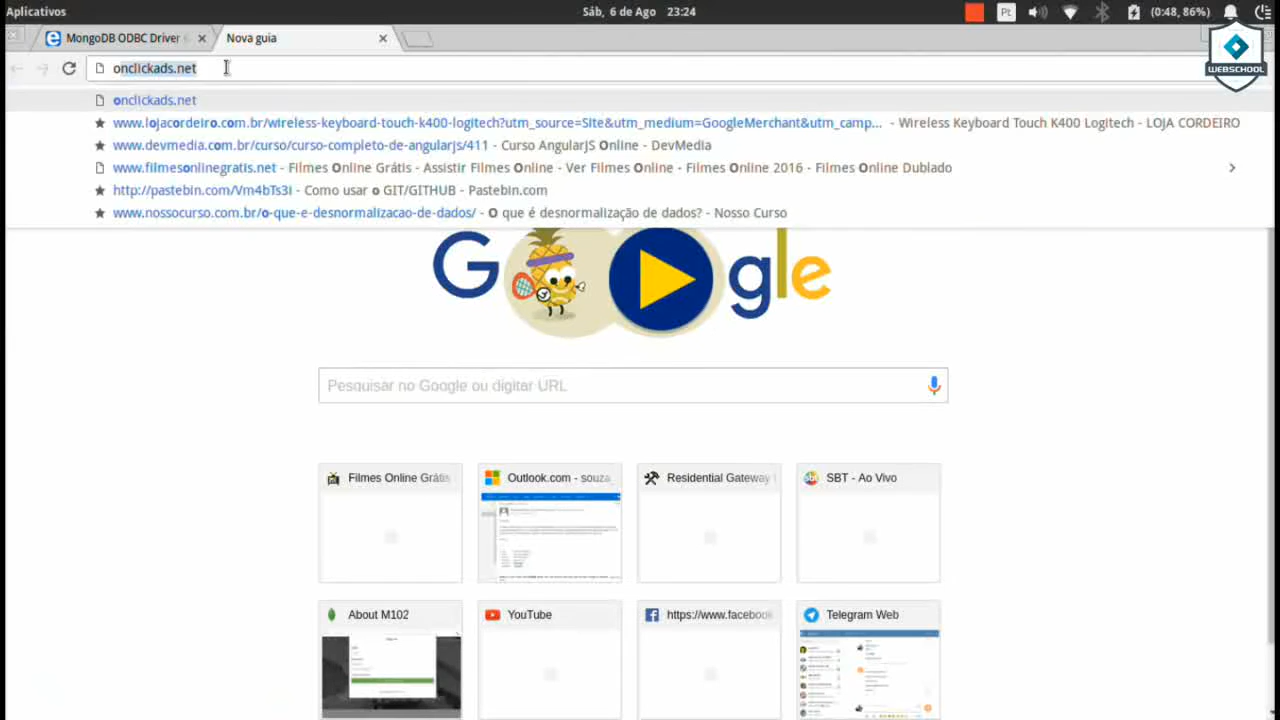 Aplicativos
Sáb, 6 de Ago 23:24
Pt
(0:48, 86%)
MongoDB ODBC Driver
Nova guia
WEBSCHOOL
onclickads.net
onclickads.net
www.lojacordeiro.com.br/wireless-keyboard-touch-k400-logitech?utm_source=SIte&utm_medium=GoogleMerchant&utm_camp... - Wireless Keyboard Touch K400 Logitech - LOJA CORDEIRO
www.devmedia.com.br/curso/curso-completo-de-angularjs/411 - Curso AngularJS Online - DevMedia
www.filmesonlinegratis.net - Filmes Online Grátis - Assistir Filmes Online - Ver Filmes Online - Filmes Online 2016 - Filmes Online Dublado
http://pastebin.com/Vm4bTs3i - Como usar o GIT/GITHUB - Pastebin.com
www.nossocurso.com.br/o-que-e-desnormalizacao-de-dados/ - O que é desnormalização de dados? - Nosso Curso
G gle
Pesquisar no Google ou digitar URL
Filmes Online Grátis
Outlook.com - souza
Residential Gateway
SBT - Ao Vivo
About M102
YouTube
https://www.facebook
Telegram Web